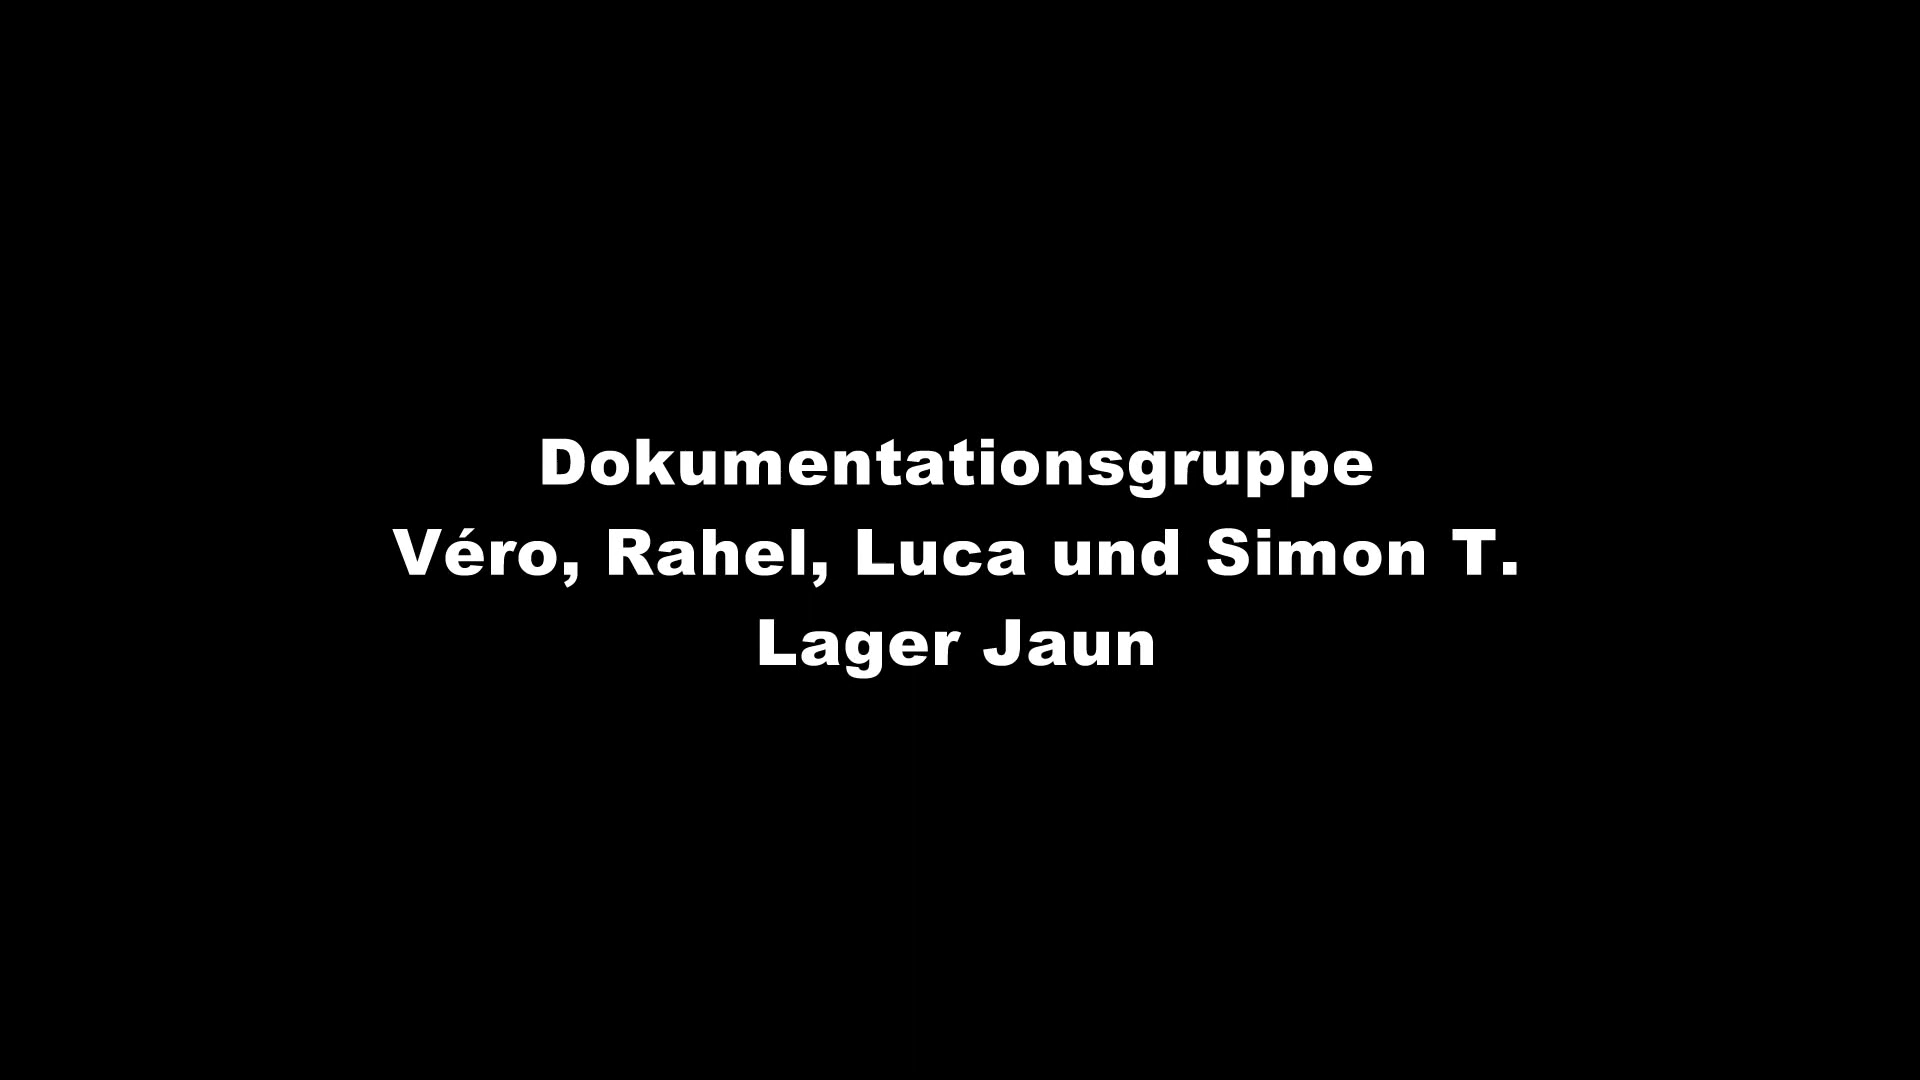 Dokumentationsgruppe
Véro, Rahel, Luca und Simon T.
Lager Jaun